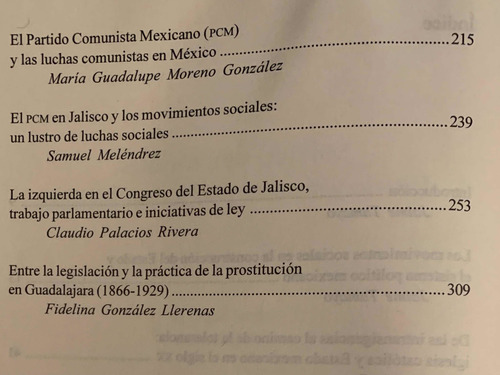 El Partido Comunista Mexicano (PCM)
y las luchas comunistas en México 215
María Guadalupe Moreno González
El PCM en Jalisco y los movimientos sociales:
un lustro de luchas sociales 239
Samuel Meléndrez
La izquierda en el Congreso del Estado de Jalisco,
trabajo parlamentario e iniciativas de ley 253
Claudio Palacios Rivera
Entre la legislación y la práctica de la prostitución
en Guadalajara (1866-1929) 309
Fidelina González Llerenas